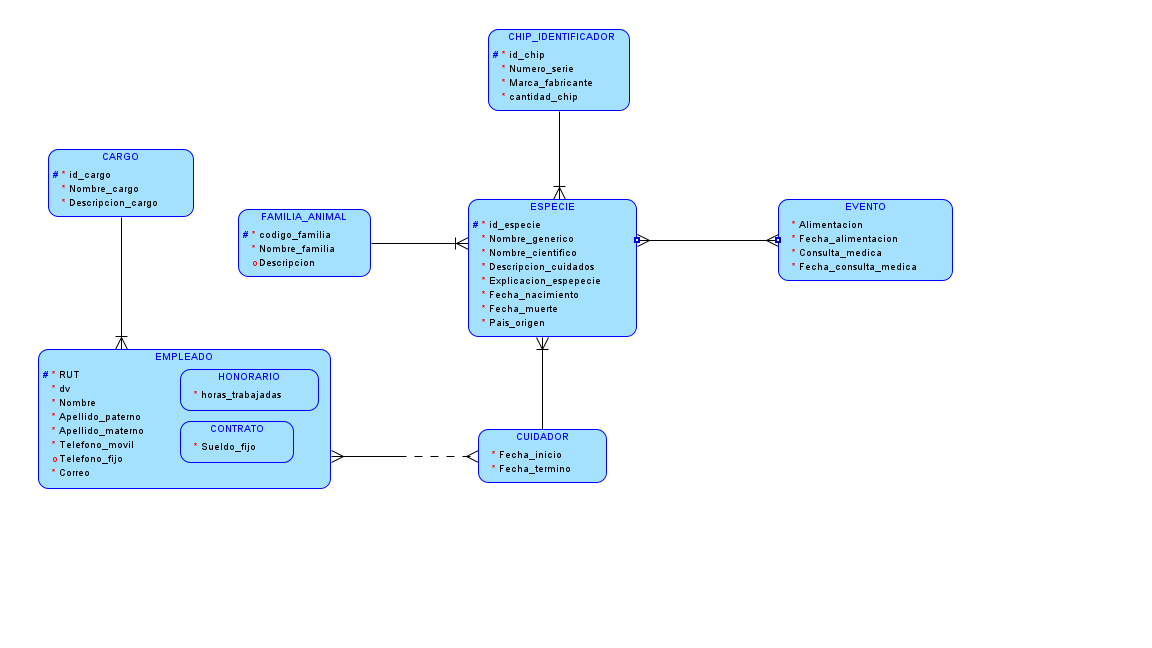 CHIP_IDENTIFICADOR
# * id_chip
* Numero_serie
* Marca_fabricante
* cantidad_chip
CARGO
# * id_cargo
* Nombre_cargo
* Descripcion_cargo
FAMILIA_ANIMAL
# * codigo_familia
* Nombre_familia
o Descripcion
ESPECIE
# * id_especie
* Nombre_generico
* Nombre_cientifico
* Descripcion_cuidados
* Explicacion_espepecie
* Fecha_nacimiento
* Fecha_muerte
* Pais_origen
EVENTO
* Alimentacion
* Fecha_alimentacion
* Consulta_medica
* Fecha_consulta_medica
EMPLEADO
# * RUT
* dv
* Nombre
* Apellido_paterno
* Apellido_materno
* Telefono_movil
o Telefono_fijo
* Correo
HONORARIO
* horas_trabajadas
CONTRATO
* Sueldo_fijo
CUIDADOR
* Fecha_inicio
* Fecha_termino